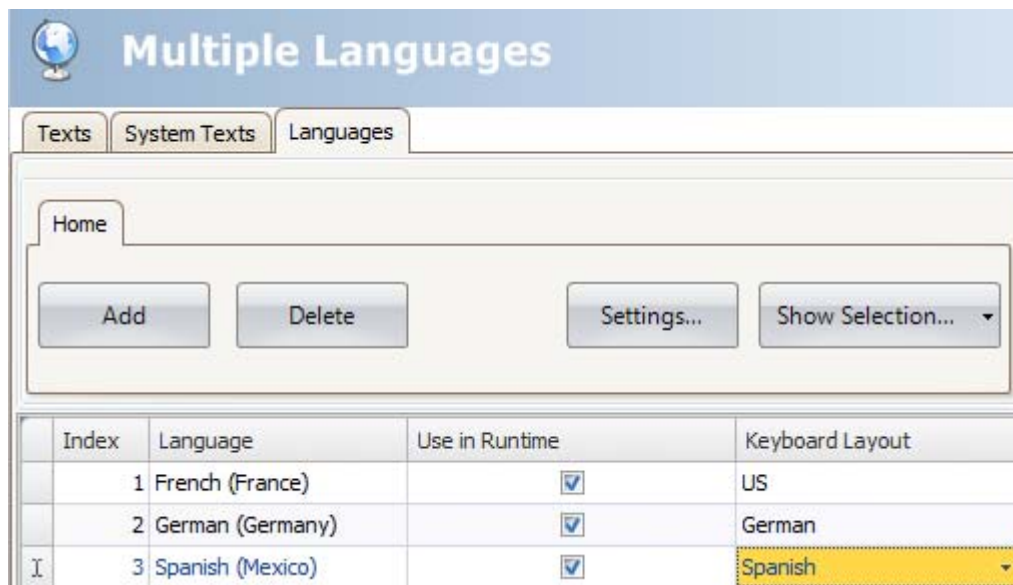 Multiple Languages
Texts System Texts Languages
Home
Add Delete Settings... Show Selection...
Index Language Use in Runtime Keyboard Layout
1 French (France) US
2 German (Germany) German
3 Spanish (Mexico) Spanish